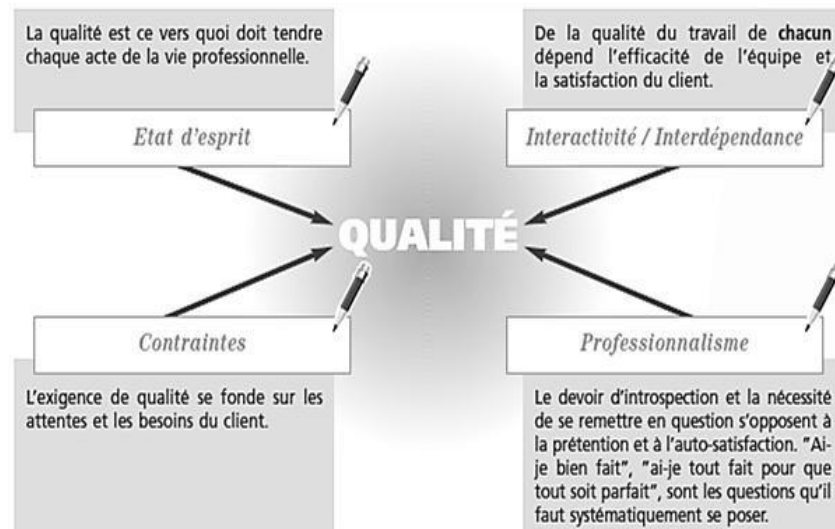 La qualité est ce vers quoi doit tendre
chaque acte de la vie professionnelle.
Etat d'esprit
De la qualité du travail de chacun
dépend l'efficacité de l'équipe et
la satisfaction du client.
Interactivité / Interdépendance
QUALITÉ
Contraintes
L'exigence de qualité se fonde sur les
attentes et les besoins du client.
Professionnalisme
Le devoir d'introspection et la nécessité
de se remettre en question s'opposent à
la prétention et à l'auto-satisfaction. "Ai-
je bien fait", "ai-je tout fait pour que
tout soit parfait", sont les questions qu'il
faut systématiquement se poser.